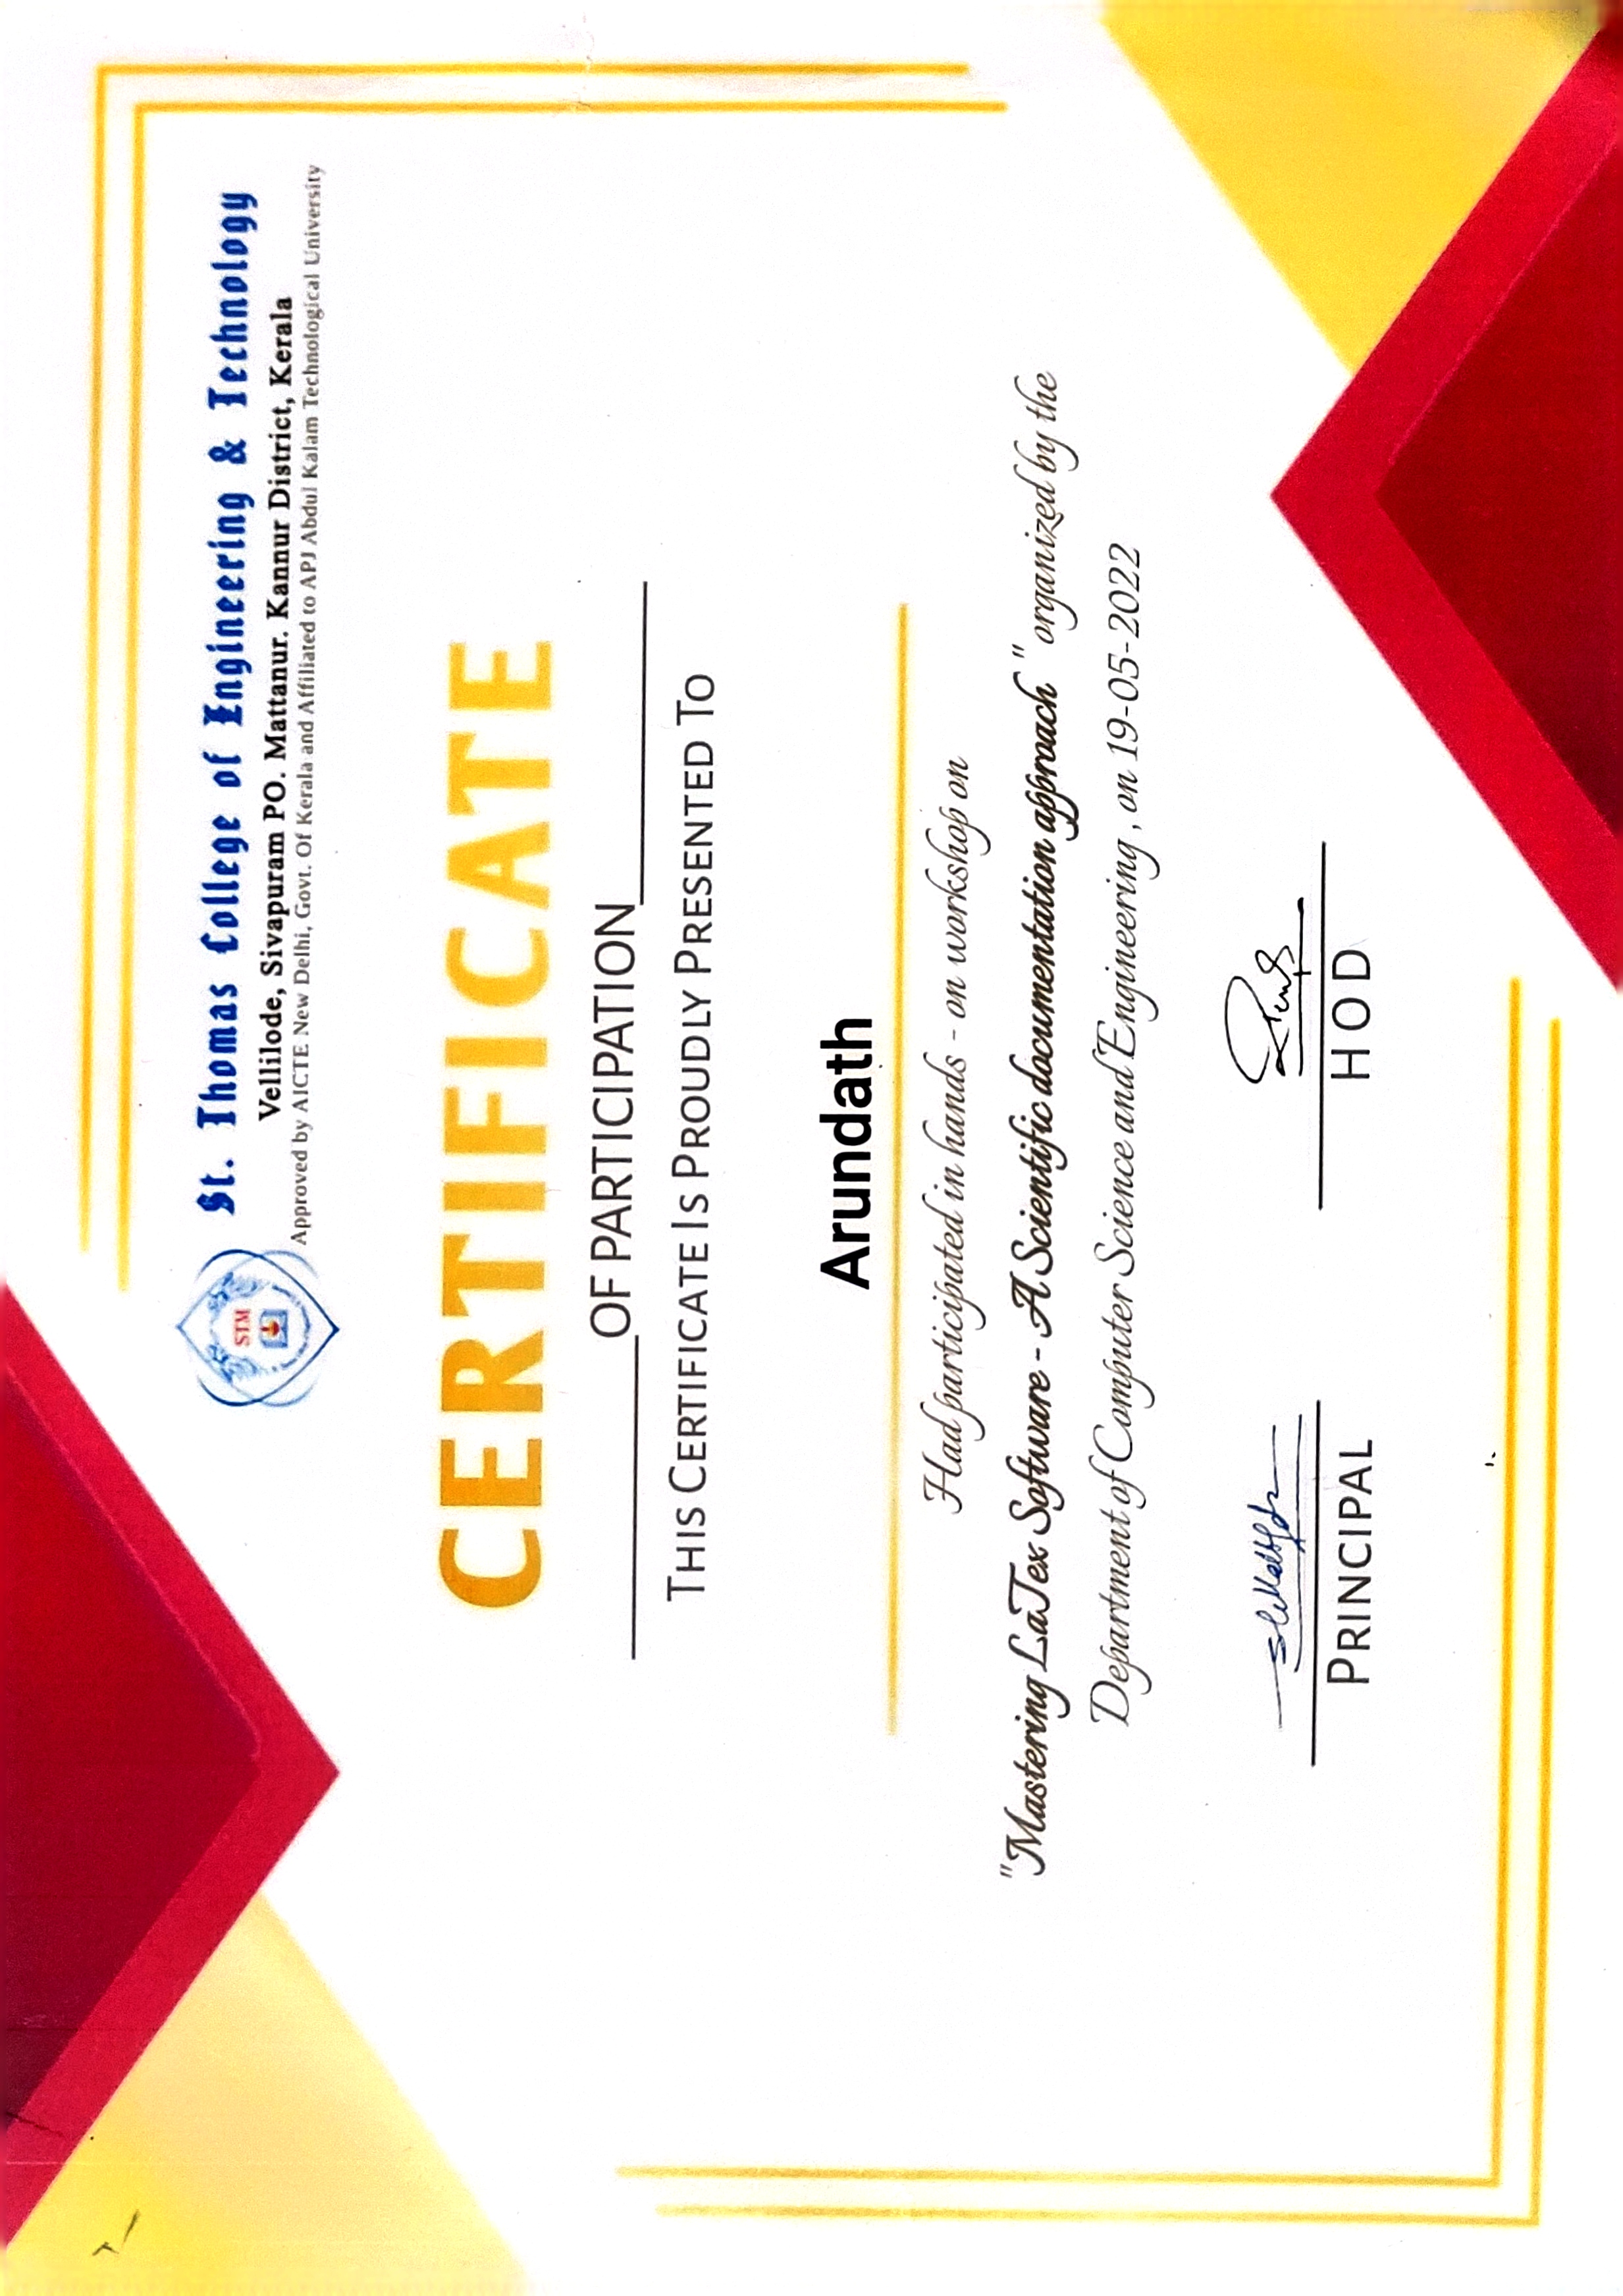 STM
St. Thomas College of Engineering & Technology
Vellilode, Sivapuram PO. Mattanur. Kannur District, Kerala
Approved by AICTE New Delhi, Govt. Of Kerala and Affiliated to APJ Abdul Kalam Technological University
CERTIFICATE
OF PARTICIPATION
THIS CERTIFICATE IS PROUDLY PRESENTED TO
Arundath
Had participated in hands - on workshop on
"Mastering LaTex Software - A Scientific documentation approach " organized by the
Department of Computer Science and Engineering , on 19-05-2022
PRINCIPAL
HOD